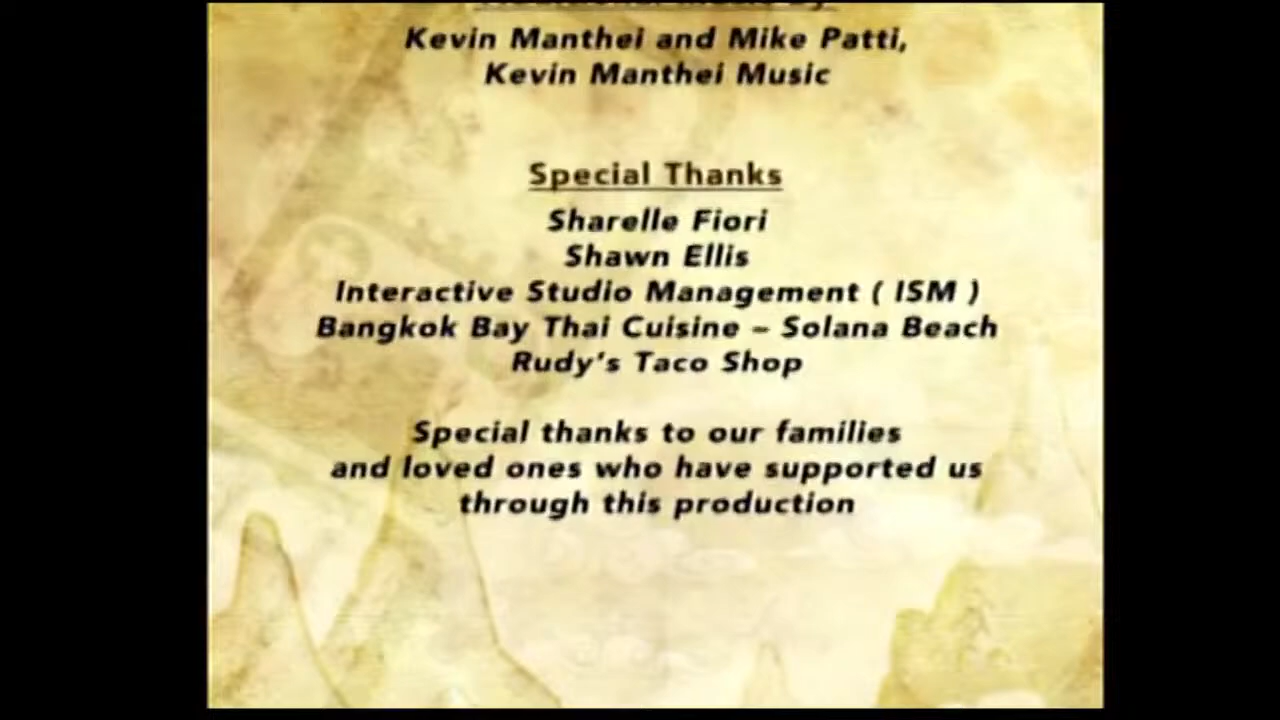 Kevin Manthei and Mike Patti,
Kevin Manthei Music
Special Thanks
Sharelle Fiori
Shawn Ellis
Interactive Studio Management ( ISM )
Bangkok Bay Thai Cuisine – Solana Beach
Rudy's Taco Shop
Special thanks to our families
and loved ones who have supported us
through this production